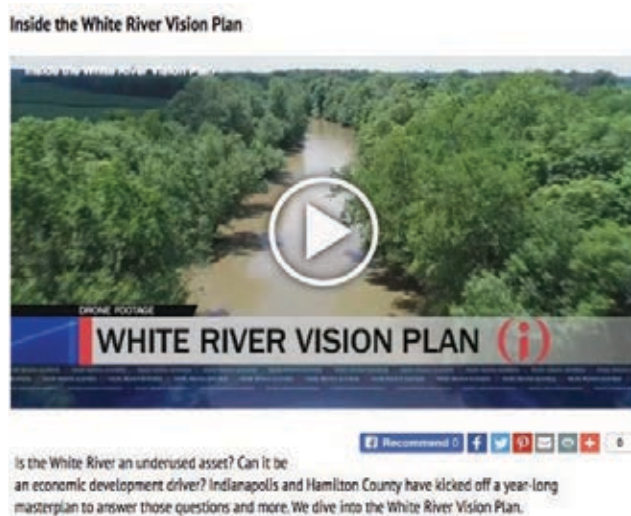 Inside the White River Vision Plan
Inside the White River Vision Plan
DRONE FOOTAGE
WHITE RIVER VISION PLAN (i)
Recommend 0
0
Is the White River an underused asset? Can it be
an economic development driver? Indianapolis and Hamilton County have kicked off a year-long
masterplan to answer those questions and more. We dive into the White River Vision Plan.